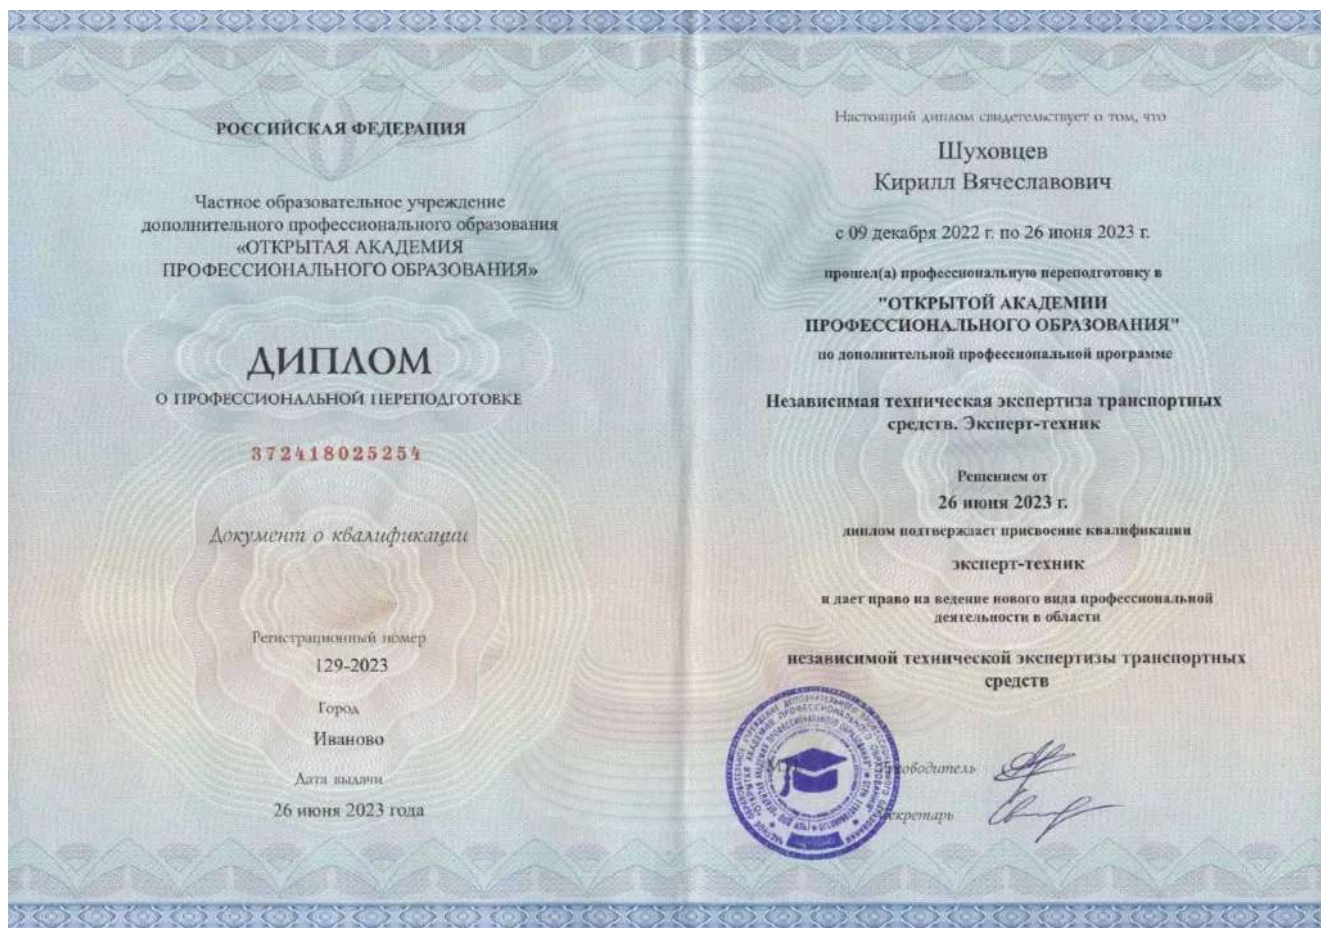 РОССИЙСКАЯ ФЕДЕРАЦИЯ
Частное образовательное учреждение
дополнительного профессионального образования
«ОТКРЫТАЯ АКАДЕМИЯ
ПРОФЕССИОНАЛЬНОГО ОБРАЗОВАНИЯ»
ДИПЛОМ
О ПРОФЕССИОНАЛЬНОЙ ПЕРЕПОДГОТОВКЕ
372418025254
Документ о квалификации
Регистрационный номер
129-2023
Город
Иваново
Дата выдачи
26 июня 2023 года
Настоящий диплом свидетельствует о том, что
Шуховцев
Кирилл Вячеславович
с 09 декабря 2022 г. по 26 июня 2023 г.
прошел(а) профессиональную переподготовку в
"ОТКРЫТОЙ АКАДЕМИИ
ПРОФЕССИОНАЛЬНОГО ОБРАЗОВАНИЯ"
по дополнительной профессиональной программе
Независимая техническая экспертиза транспортных
средств. Эксперт-техник
Решением от
26 июня 2023 г.
диплом подтверждает присвоение квалификации
эксперт-техник
и дает право на ведение нового вида профессиональной
деятельности в области
независимой технической экспертизы транспортных
средств
М.П.
Руководитель
Секретарь